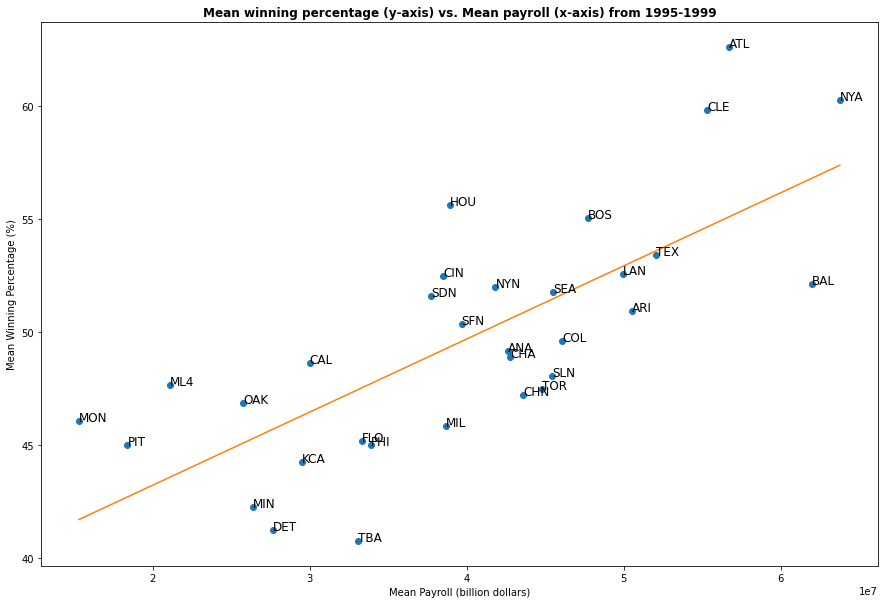 Mean winning percentage (y-axis) vs. Mean payroll (x-axis) from 1995-1999
ATL
NYA
CLE
60
HOU
BOS
55
TEX
LAN
CIN
BAL
NYN
SEA
SDN
ARI
SFN
50
COL
ANA
CHA
CAL
SLN
ML4
TOR
CHN
OAK
MON
MIL
FLO
PHI
PIT
45
KCA
MIN
DET
TBA
40
Mean Winning Percentage (%)
2
3
4
5
6
1e7
Mean Payroll (billion dollars)